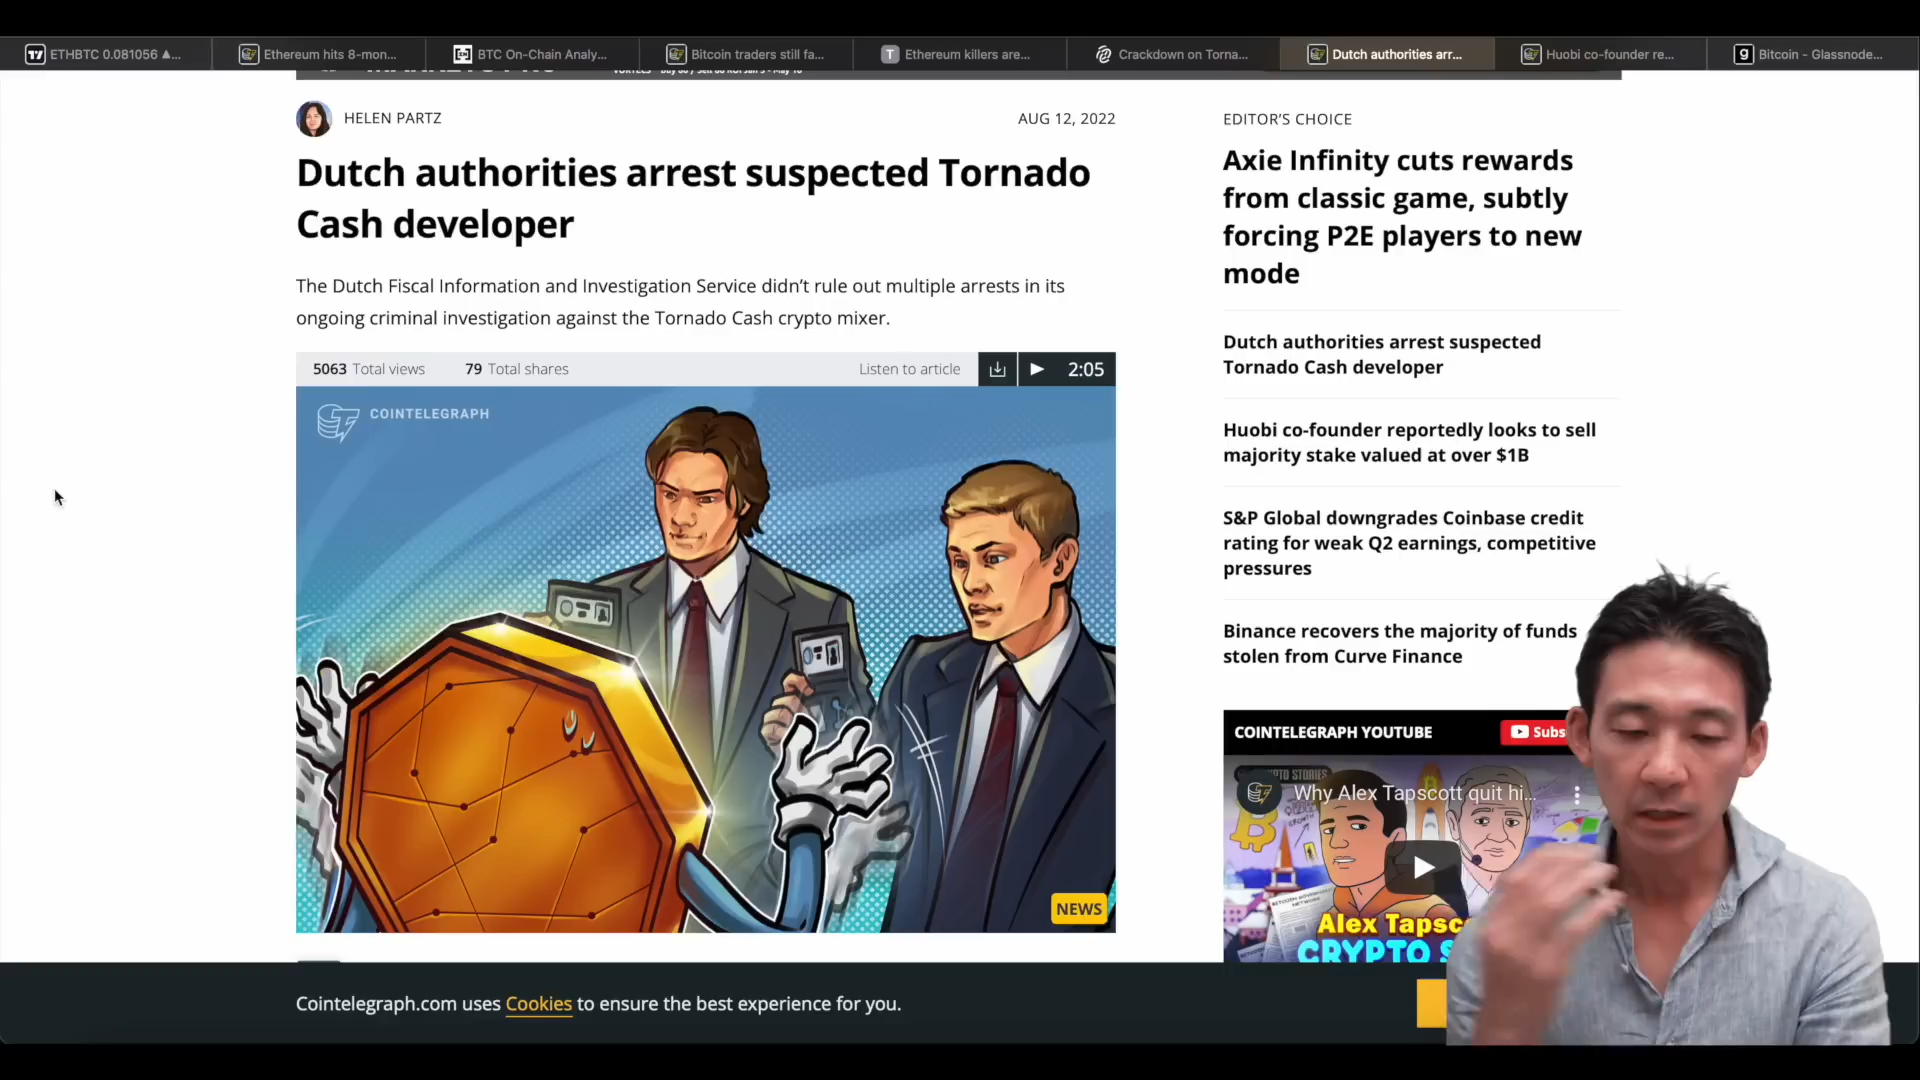 ETHBTC 0.081056 ▲...
Ethereum hits 8-mon...
BTC On-Chain Analy...
Bitcoin traders still fa...
Ethereum killers are...
Crackdown on Torna...
Dutch authorities arr...
Huobi co-founder re...
Bitcoin - Glassnode...
HELEN PARTZ
AUG 12, 2022
Dutch authorities arrest suspected Tornado
Cash developer
The Dutch Fiscal Information and Investigation Service didn’t rule out multiple arrests in its
ongoing criminal investigation against the Tornado Cash crypto mixer.
5063 Total views
79 Total shares
Listen to article
2:05
COINTELEGRAPH
NEWS
EDITOR’S CHOICE
Axie Infinity cuts rewards
from classic game, subtly
forcing P2E players to new
mode
Dutch authorities arrest suspected
Tornado Cash developer
Huobi co-founder reportedly looks to sell
majority stake valued at over $1B
S&P Global downgrades Coinbase credit
rating for weak Q2 earnings, competitive
pressures
Binance recovers the majority of funds
stolen from Curve Finance
COINTELEGRAPH YOUTUBE
Subs
Why Alex Tapscott quit hi...
Alex Tapsc
CRYPTO S
Cointelegraph.com uses Cookies to ensure the best experience for you.